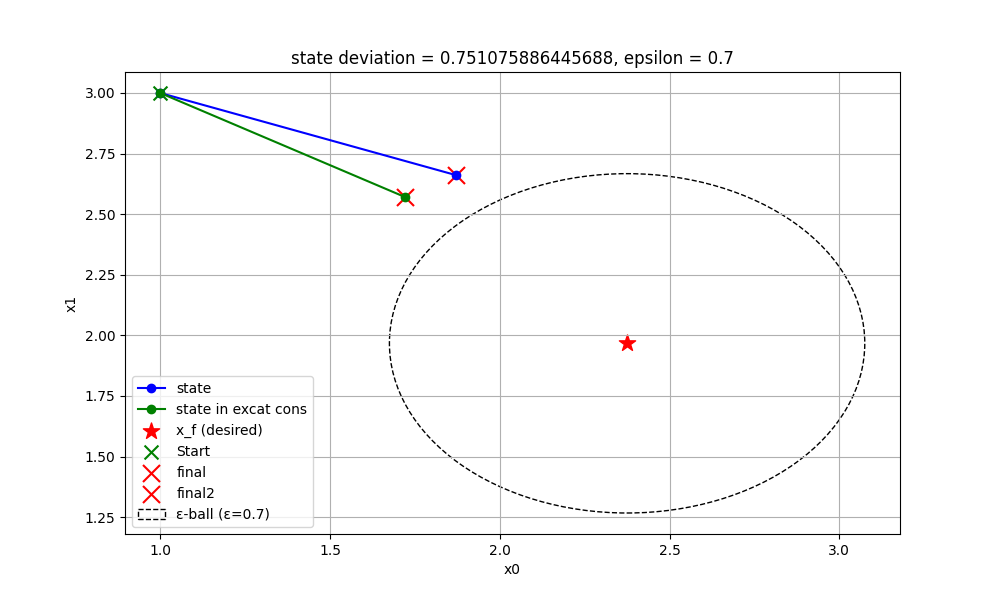 state deviation = 0.751075886445688, epsilon = 0.7
3.00
2.75
2.50
2.25
2.00
1.75
1.50
1.25
x1
state
state in excat cons
x_f (desired)
Start
final
final2
ε-ball (ε=0.7)
1.0
1.5
2.0
2.5
3.0
x0